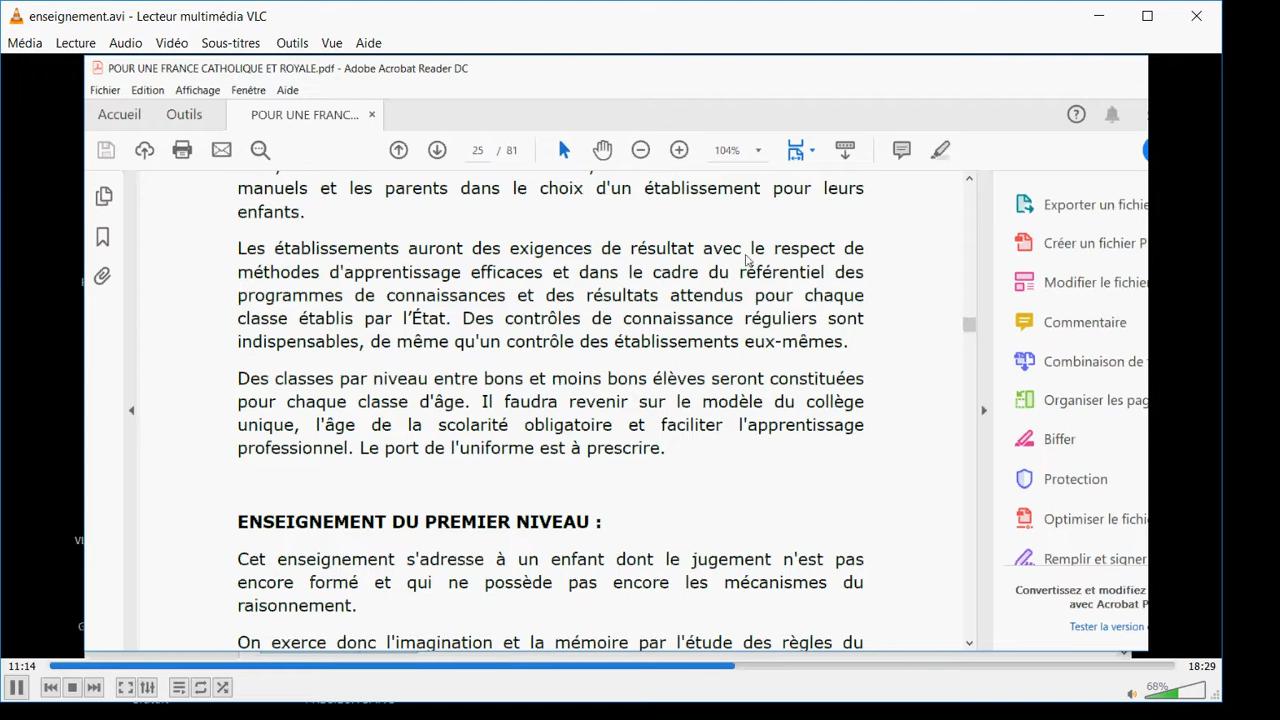 enseignement.avi - Lecteur multimédia VLC
Média Lecture Audio Vidéo Sous-titres Outils Vue Aide
POUR UNE FRANCE CATHOLIQUE ET ROYALE.pdf - Adobe Acrobat Reader DC
Fichier Edition Affichage Fenêtre Aide
Accueil Outils POUR UNE FRANC... ×
25 / 81 104%
manuels et les parents dans le choix d'un établissement pour leurs
enfants.
Les établissements auront des exigences de résultat avec le respect de
méthodes d'apprentissage efficaces et dans le cadre du référentiel des
programmes de connaissances et des résultats attendus pour chaque
classe établis par l'État. Des contrôles de connaissance réguliers sont
indispensables, de même qu'un contrôle des établissements eux-mêmes.
Des classes par niveau entre bons et moins bons élèves seront constituées
pour chaque classe d'âge. Il faudra revenir sur le modèle du collège
unique, l'âge de la scolarité obligatoire et faciliter l'apprentissage
professionnel. Le port de l'uniforme est à prescrire.
ENSEIGNEMENT DU PREMIER NIVEAU :
Cet enseignement s'adresse à un enfant dont le jugement n'est pas
encore formé et qui ne possède pas encore les mécanismes du
raisonnement.
On exerce donc l'imagination et la mémoire par l'étude des règles du
Exporter un fichie
Créer un fichier P
Modifier le fichier
Commentaire
Combinaison de
Organiser les pag
Biffer
Protection
Optimiser le fichi
Remplir et signer
Convertissez et modifiez
avec Acrobat P
Tester la version
11:14 18:29
68%